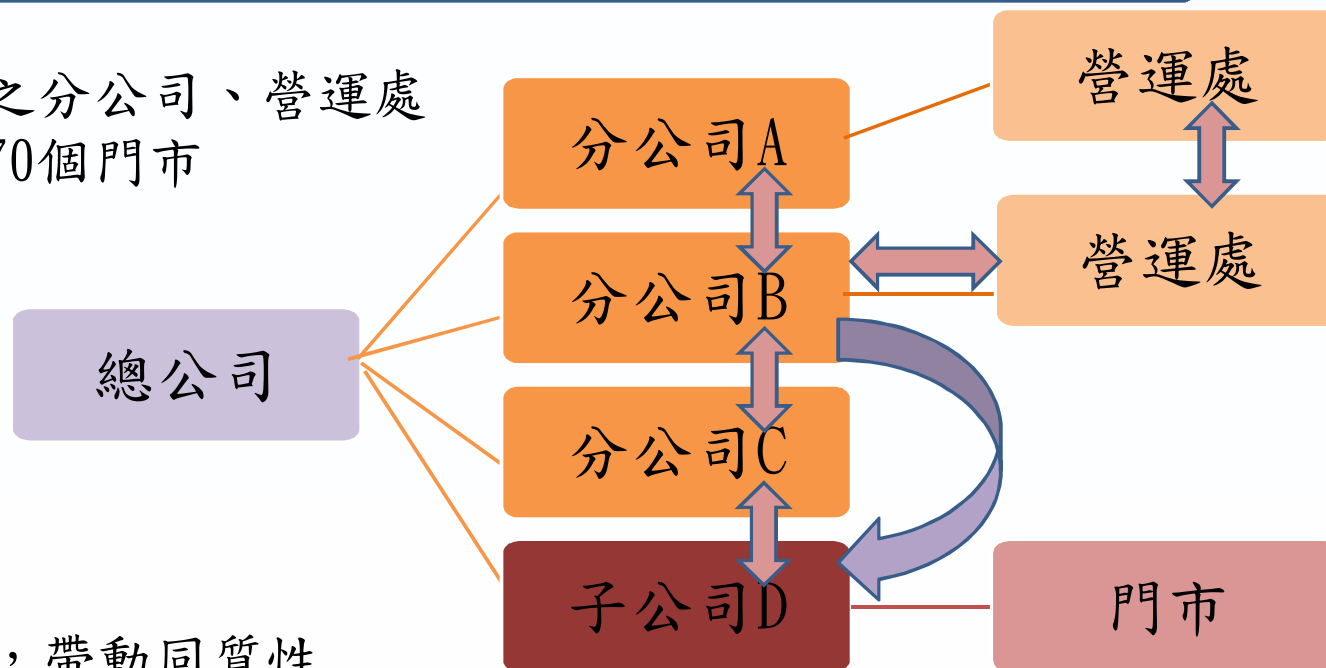 之分公司、營運處
70個門市
總公司
分公司A
分公司B
分公司C
子公司D
營運處
營運處
門市
，帶動同質性